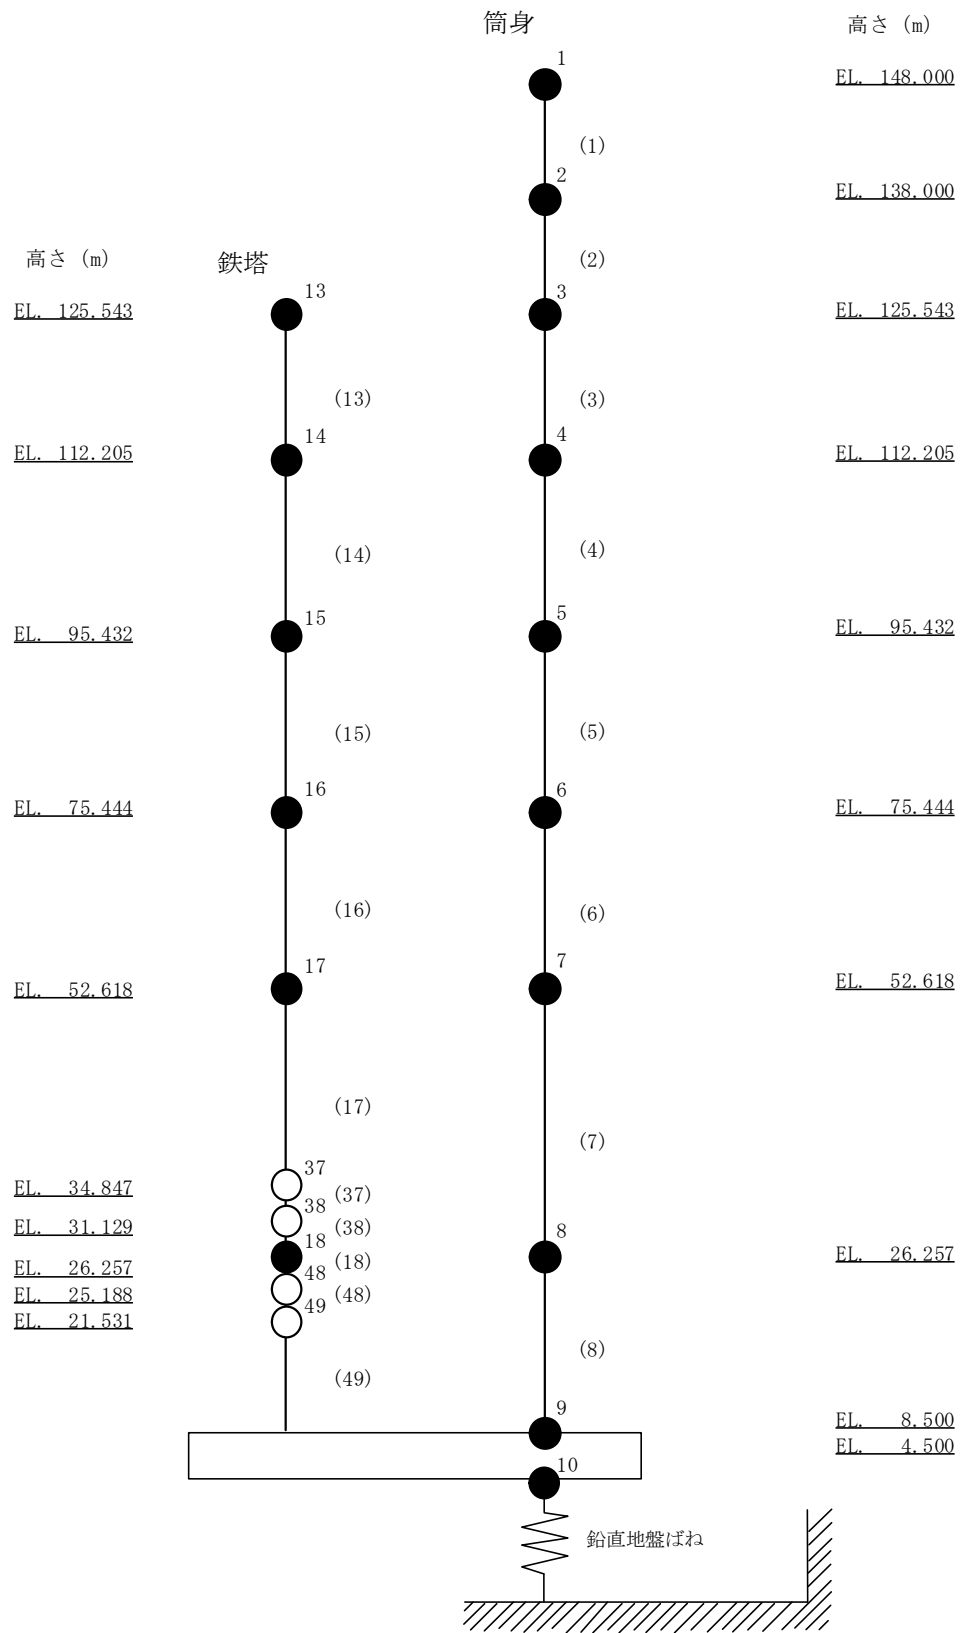 筒身
高さ (m)
1
EL. 148.000
(1)
2
EL. 138.000
(2)
高さ (m)
鉄塔
EL. 125.543
13
3
EL. 125.543
(13)
(3)
EL. 112.205
14
4
EL. 112.205
(14)
(4)
EL. 95.432
15
5
EL. 95.432
(15)
(5)
EL. 75.444
16
6
EL. 75.444
(16)
(6)
EL. 52.618
17
7
EL. 52.618
(17)
(7)
EL. 34.847
37
(37)
EL. 31.129
38
(38)
EL. 26.257
18
(18)
8
EL. 26.257
EL. 25.188
48
(48)
EL. 21.531
49
(49)
(8)
9
EL. 8.500
EL. 4.500
10
鉛直地盤ばね